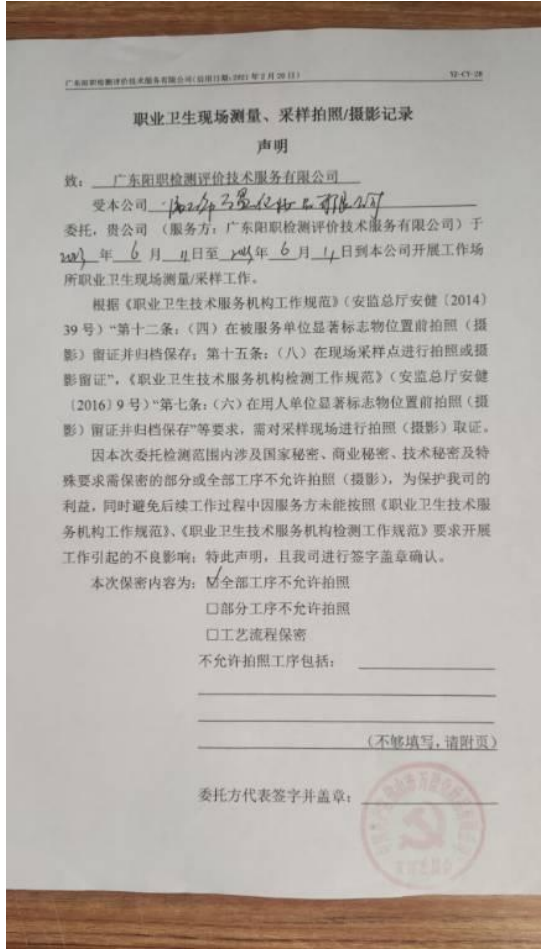 广东阳职检测评价技术服务有限公司(启用日期:2021年2月20日) YZ-CY-28
职业卫生现场测量、采样拍照/摄影记录
声明
致：广东阳职检测评价技术服务有限公司
受本公司
委托，贵公司（服务方：广东阳职检测评价技术服务有限公司）于
2023年6月11日至2023年6月11日到本公司开展工作场
所职业卫生现场测量/采样工作。
根据《职业卫生技术服务机构工作规范》（安监总厅安健〔2014〕
39号）“第十二条：（四）在被服务单位显著标志物位置前拍照（摄
影）留证并归档保存；第十五条：（八）在现场采样点进行拍照或摄
影留证”，《职业卫生技术服务机构检测工作规范》（安监总厅安健
〔2016〕9号）“第七条：（六）在用人单位显著标志物位置前拍照（摄
影）留证并归档保存”等要求，需对采样现场进行拍照（摄影）取证。
因本次委托检测范围内涉及国家秘密、商业秘密、技术秘密及特
殊要求需保密的部分或全部工序不允许拍照（摄影），为保护我司的
利益，同时避免后续工作过程中因服务方未能按照《职业卫生技术服
务机构工作规范》、《职业卫生技术服务机构检测工作规范》要求开展
工作引起的不良影响；特此声明，且我司进行签字盖章确认。
本次保密内容为：☑全部工序不允许拍照
□部分工序不允许拍照
□工艺流程保密
不允许拍照工序包括：
（不够填写，请附页）
委托方代表签字并盖章：